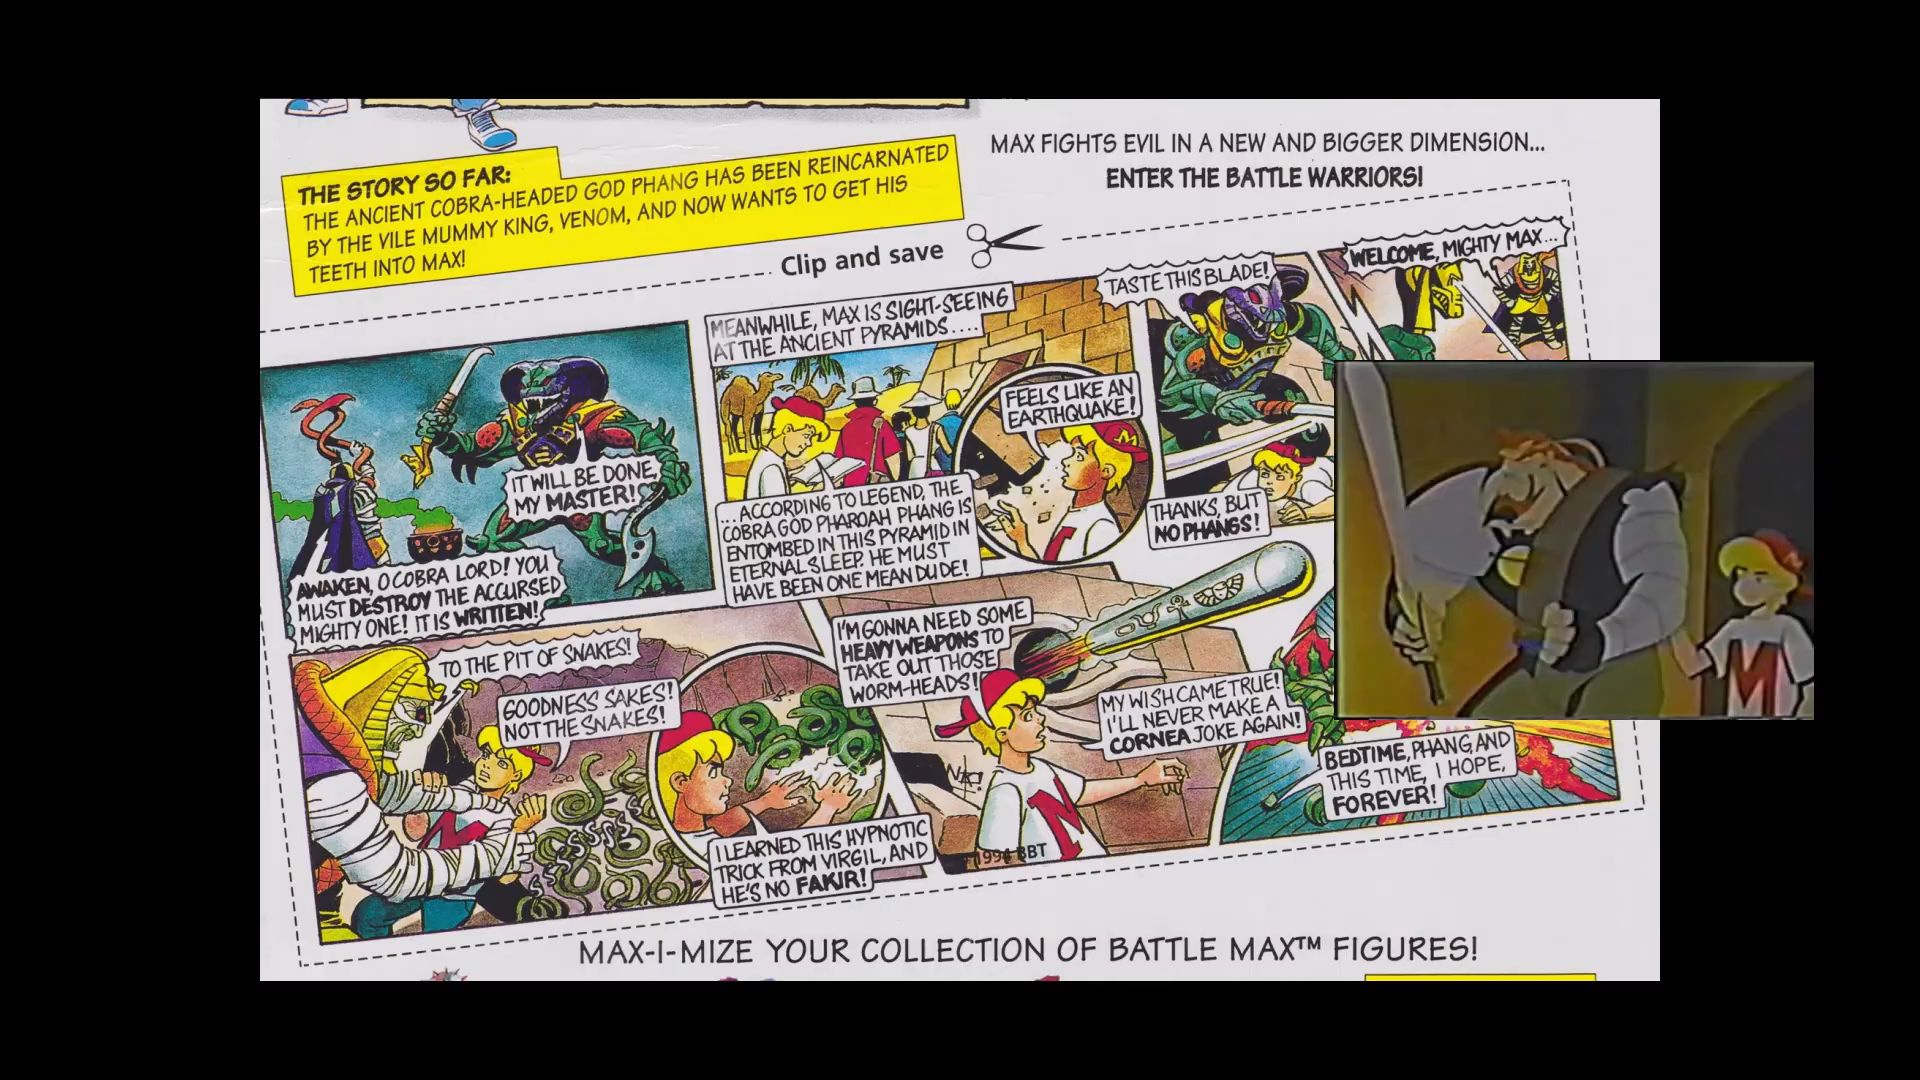 THE STORY SO FAR:
THE ANCIENT COBRA-HEADED GOD PHANG HAS BEEN REINCARNATED
BY THE VILE MUMMY KING, VENOM, AND NOW WANTS TO GET HIS
TEETH INTO MAX!
MAX FIGHTS EVIL IN A NEW AND BIGGER DIMENSION...
ENTER THE BATTLE WARRIORS!
Clip and save
IT WILL BE DONE,
MY MASTER!
AWAKEN, O COBRA LORD! YOU
MUST DESTROY THE ACCURSED
MIGHTY ONE! IT IS WRITTEN!
MEANWHILE, MAX IS SIGHT-SEEING
AT THE ANCIENT PYRAMIDS....
...ACCORDING TO LEGEND, THE
COBRA GOD PHAROAH PHANG IS
ENTOMBED IN THIS PYRAMID IN
ETERNAL SLEEP. HE MUST
HAVE BEEN ONE MEAN DUDE!
FEELS LIKE AN
EARTHQUAKE!
TASTE THIS BLADE!
THANKS, BUT
NO PHANGS!
WELCOME, MIGHTY MAX...
TO THE PIT OF SNAKES!
GOODNESS SAKES!
NOT THE SNAKES!
I LEARNED THIS HYPNOTIC
TRICK FROM VIRGIL, AND
HE'S NO FAKIR!
I'M GONNA NEED SOME
HEAVY WEAPONS TO
TAKE OUT THOSE
WORM-HEADS!
MY WISH CAME TRUE!
I'LL NEVER MAKE A
CORNEA JOKE AGAIN!
M
BEDTIME, PHANG, AND
THIS TIME, I HOPE,
FOREVER!
1994 BBT
M
MAX-I-MIZE YOUR COLLECTION OF BATTLE MAX™ FIGURES!